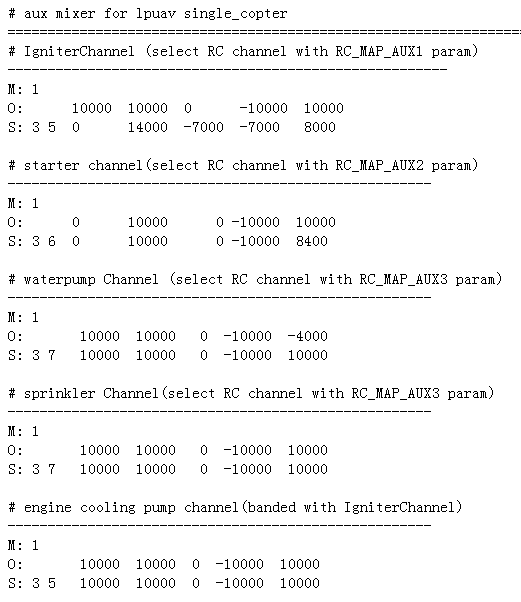 # aux mixer for lpuav single_copter
=================================================================
# IgniterChannel (select RC channel with RC_MAP_AUX1 param)
-------------------------------------------------------
M: 1
O:      10000  10000  0      -10000  10000
S: 3 5  0      14000  -7000  -7000   8000

# starter channel(select RC channel with RC_MAP_AUX2 param)
-----------------------------------------------------
M: 1
O:      0      10000      0 -10000  10000
S: 3 6  0      10000      0 -10000  8400

# waterpump Channel (select RC channel with RC_MAP_AUX3 param)
-----------------------------------------------------
M: 1
O:       10000  10000   0  -10000  -4000
S: 3 7   10000  10000   0  -10000  10000

# sprinkler Channel(select RC channel with RC_MAP_AUX3 param)
-----------------------------------------------------
M: 1
O:       10000  10000   0  -10000  10000
S: 3 7   10000  10000   0  -10000  10000

# engine cooling pump channel(banded with IgniterChannel)
-----------------------------------------------------
M: 1
O:       10000  10000  0  -10000  10000
S: 3 5   10000  10000  0  -10000  10000